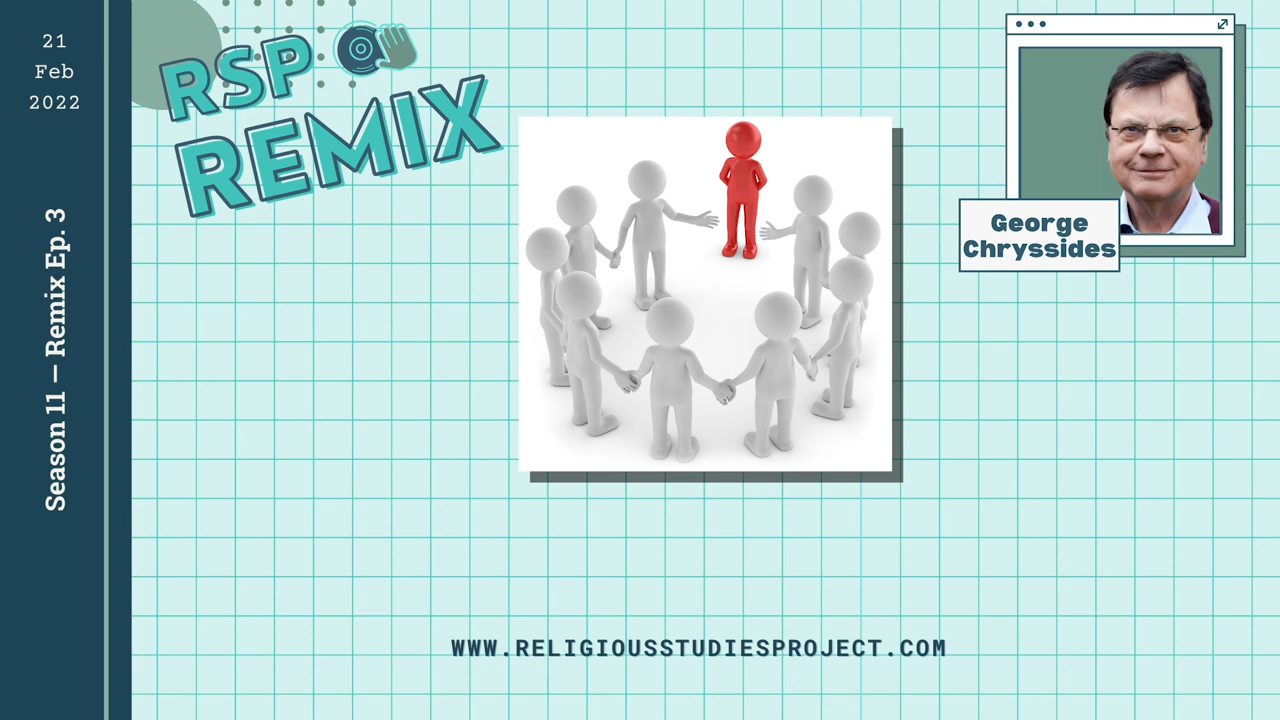 21
Feb
2022
Season 11 — Remix Ep. 3
RSP
REMIX
George
Chryssides
WWW.RELIGIOUSSTUDIESPROJECT.COM